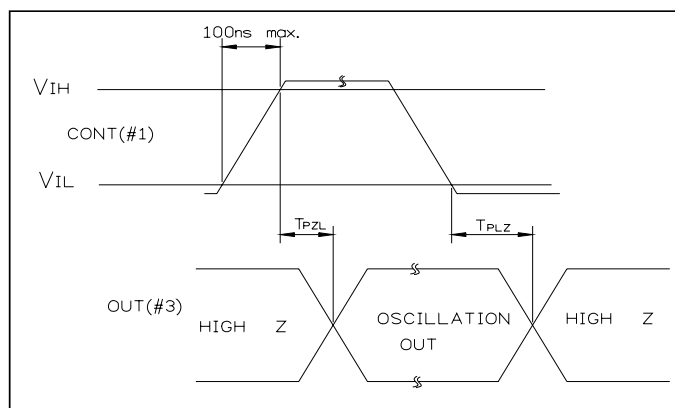 100ns max.
VIH
CONT(#1)
VIL
TPZL
TPLZ
OUT(#3)
HIGH Z
OSCILLATION
OUT
HIGH Z